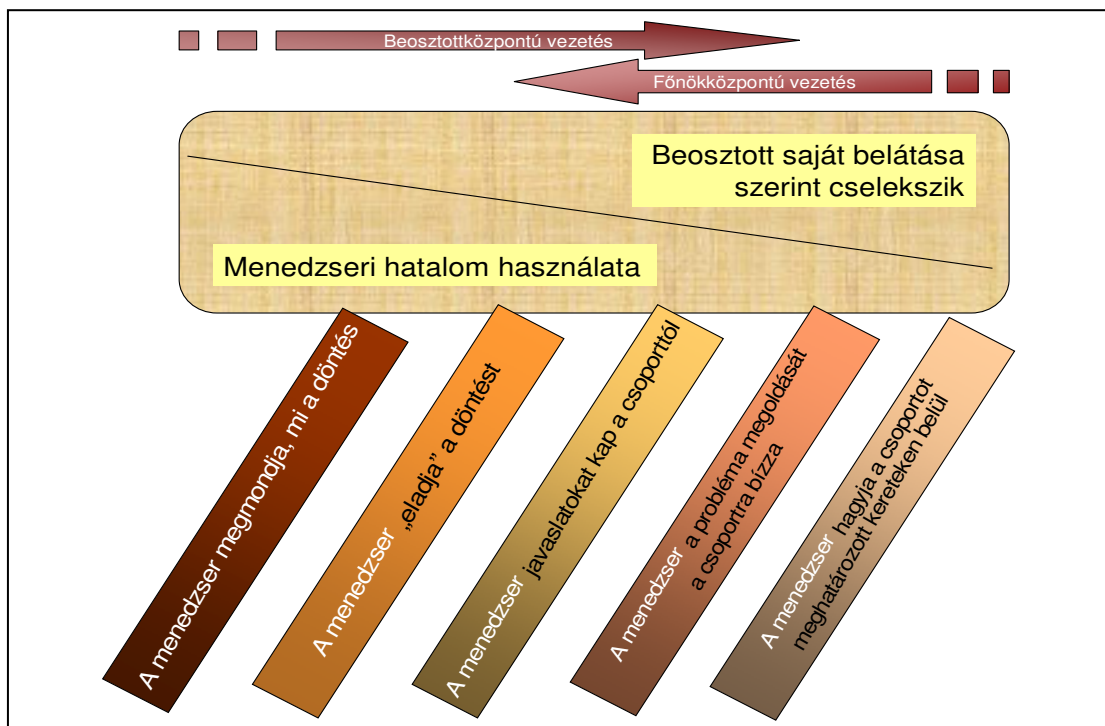 Beosztottközpontú vezetés
Főnökközpontú vezetés
Beosztott saját belátása
szerint cselekszik
Menedzseri hatalom használata
A menedzser megmondja, mi a döntés
A menedzser „eladja” a döntést
A menedzser javaslatokat kap a csoporttól
A menedzser a probléma megoldását
a csoportra bízza
A menedzser hagyja a csoportot
meghatározott kereteken belül